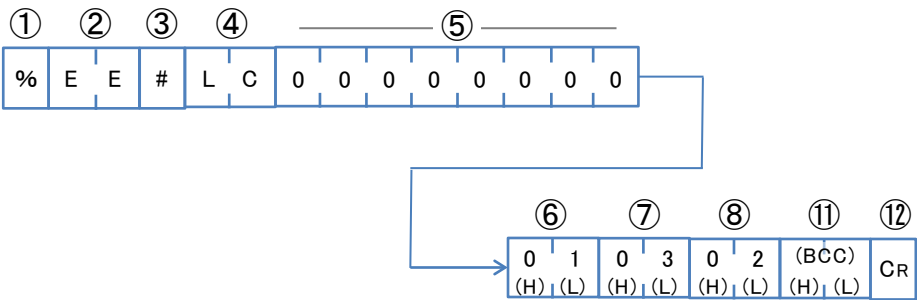 ① ② ③ ④ ⑤
% E E # L C 0 0 0 0 0 0 0 0
⑥ ⑦ ⑧ ⑪ ⑫
0 1 0 3 0 2 (BCC) CR
(H) (L) (H) (L) (H) (L) (H) (L)